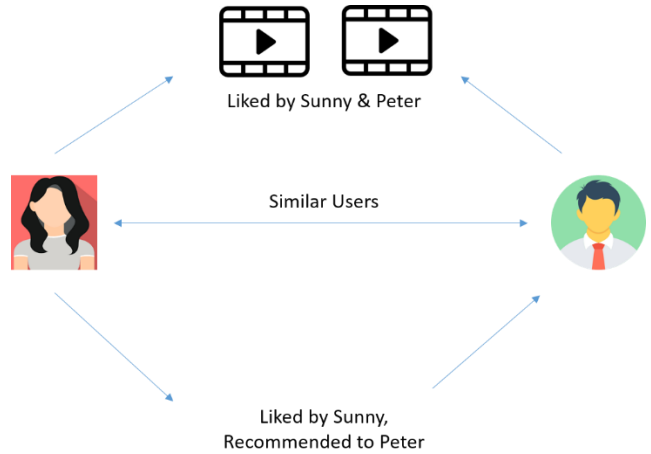 Liked by Sunny & Peter
Similar Users
Liked by Sunny,
Recommended to Peter